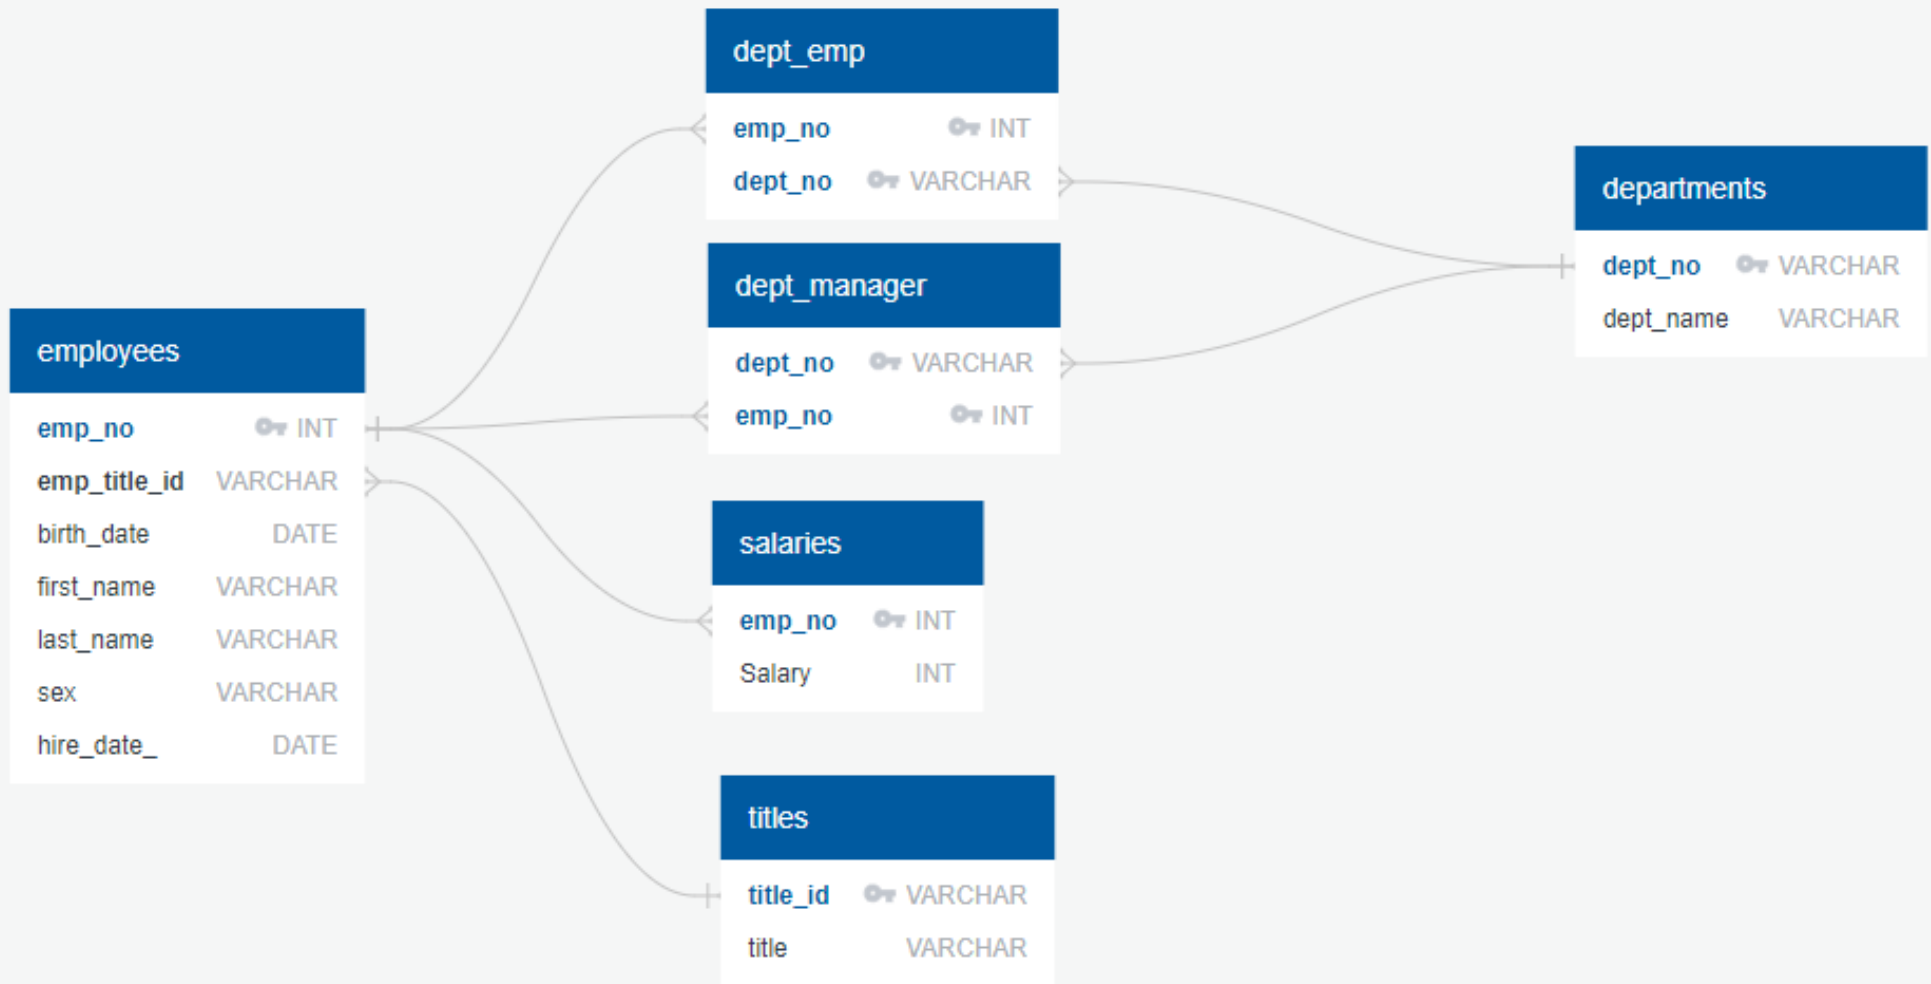 employees
emp_no INT
emp_title_id VARCHAR
birth_date DATE
first_name VARCHAR
last_name VARCHAR
sex VARCHAR
hire_date_ DATE
dept_emp
emp_no INT
dept_no VARCHAR
dept_manager
dept_no VARCHAR
emp_no INT
salaries
emp_no INT
Salary INT
titles
title_id VARCHAR
title VARCHAR
departments
dept_no VARCHAR
dept_name VARCHAR